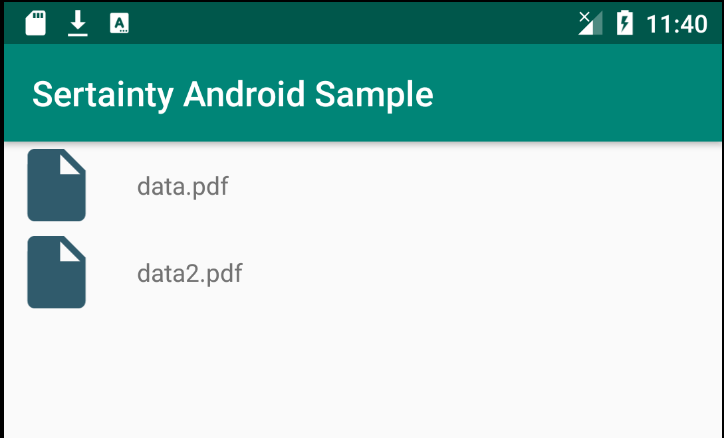 A...
11:40
Sertainty Android Sample
data.pdf
data2.pdf